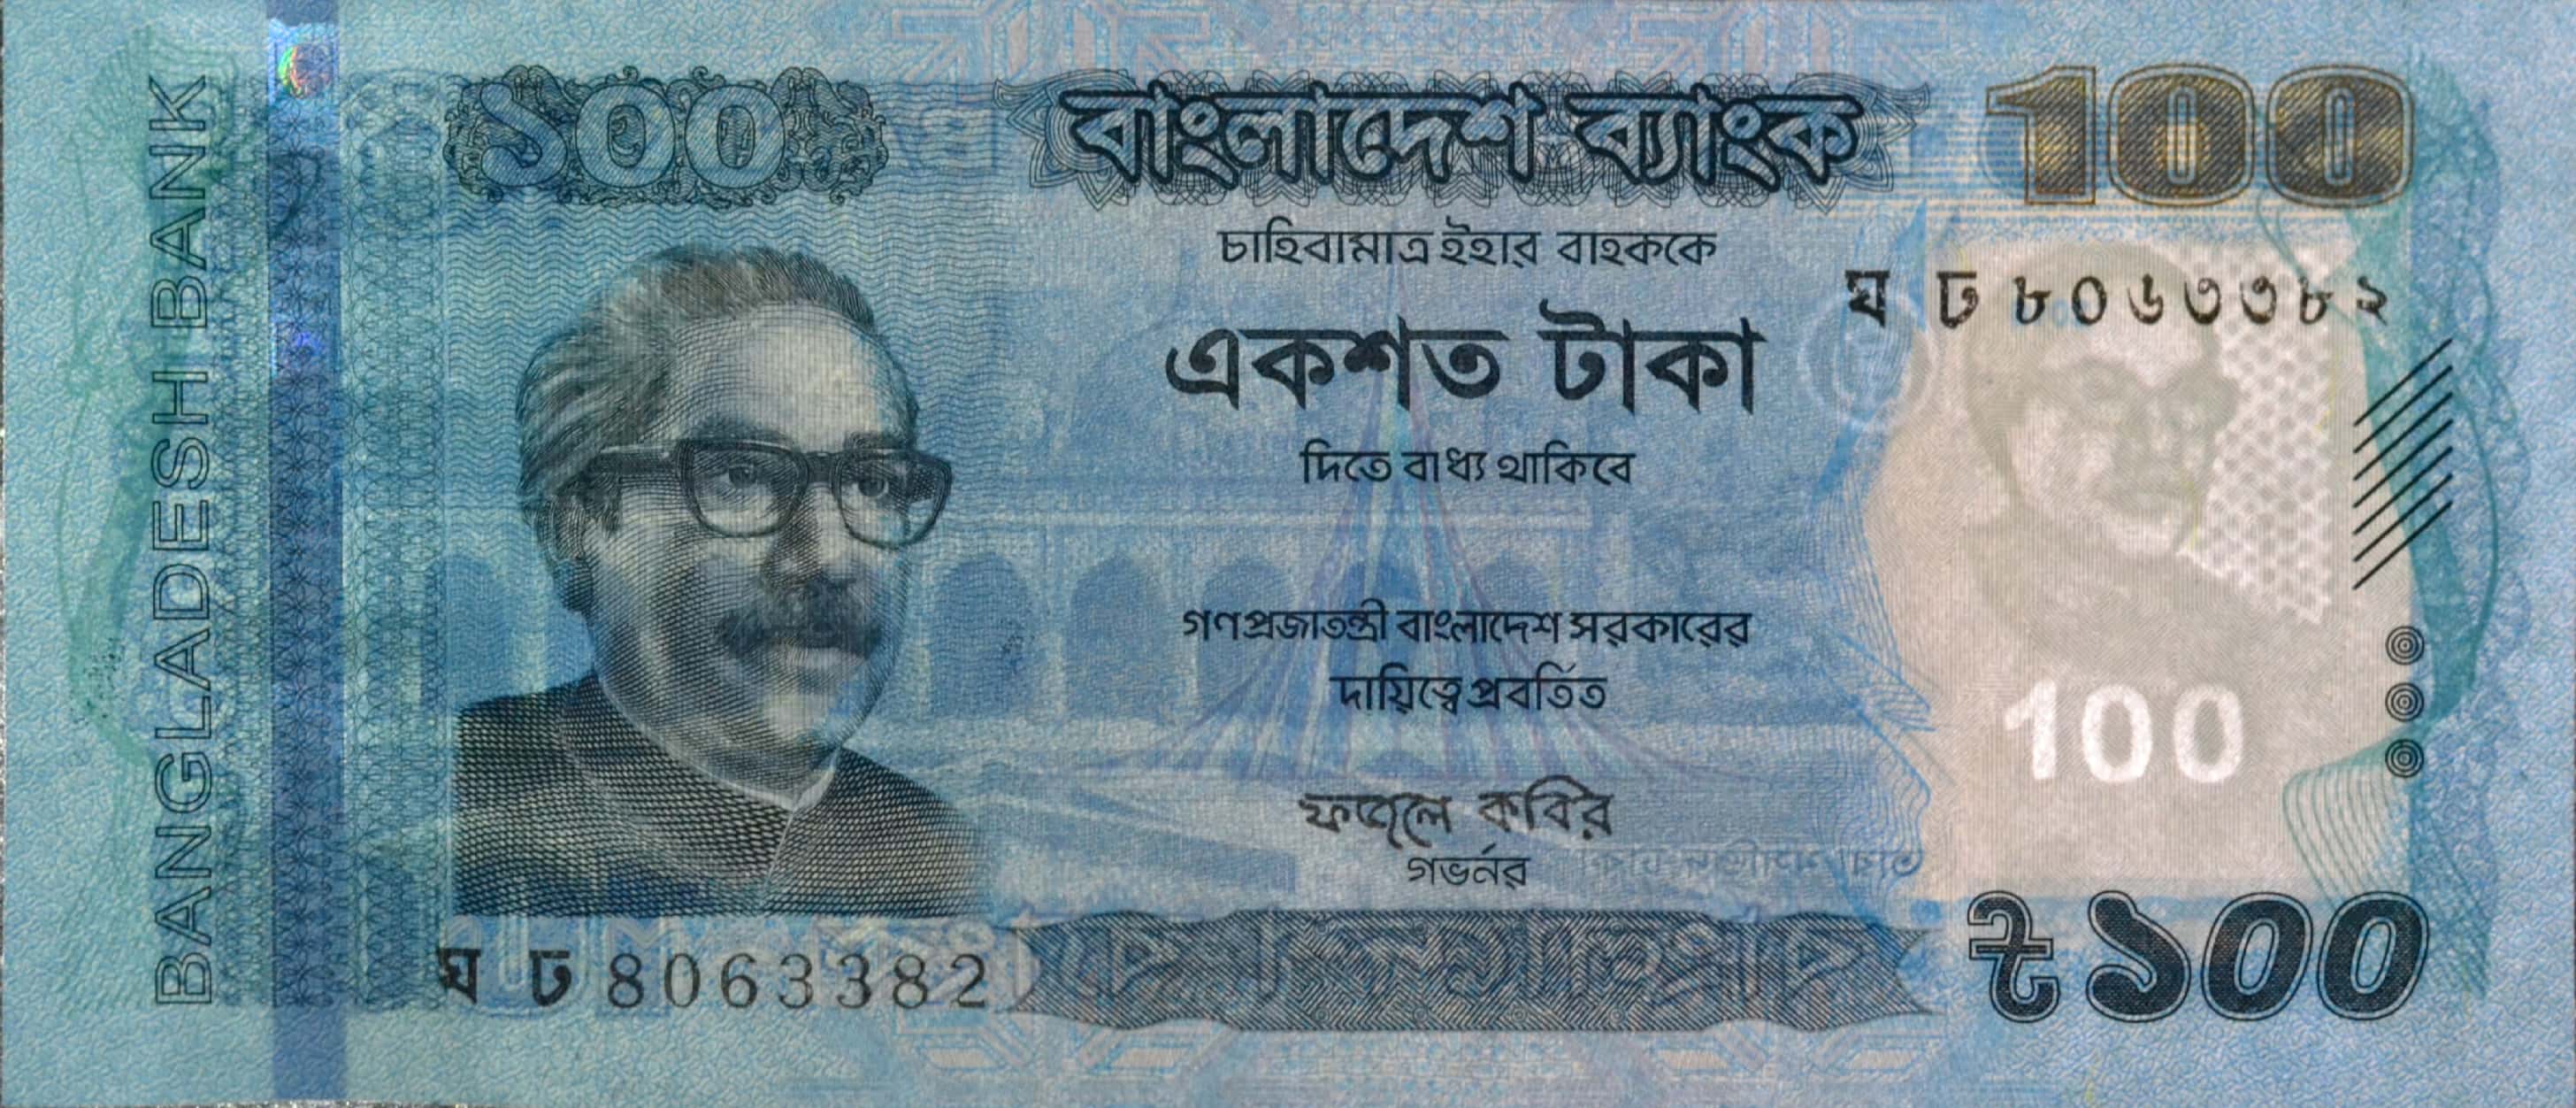 BANGLADESH BANK
১০০
বাংলাদেশ ব্যাংক
100
চাহিবামাত্র ইহার বাহককে
ঘ ঢ ৮০৬৩৩৮২
একশত টাকা
দিতে বাধ্য থাকিবে
গণপ্রজাতন্ত্রী বাংলাদেশ সরকারের
দায়িত্বে প্রবর্তিত
100
ফজলে কবির
গভর্নর
ঘ ঢ 8063382
৳ ১০০